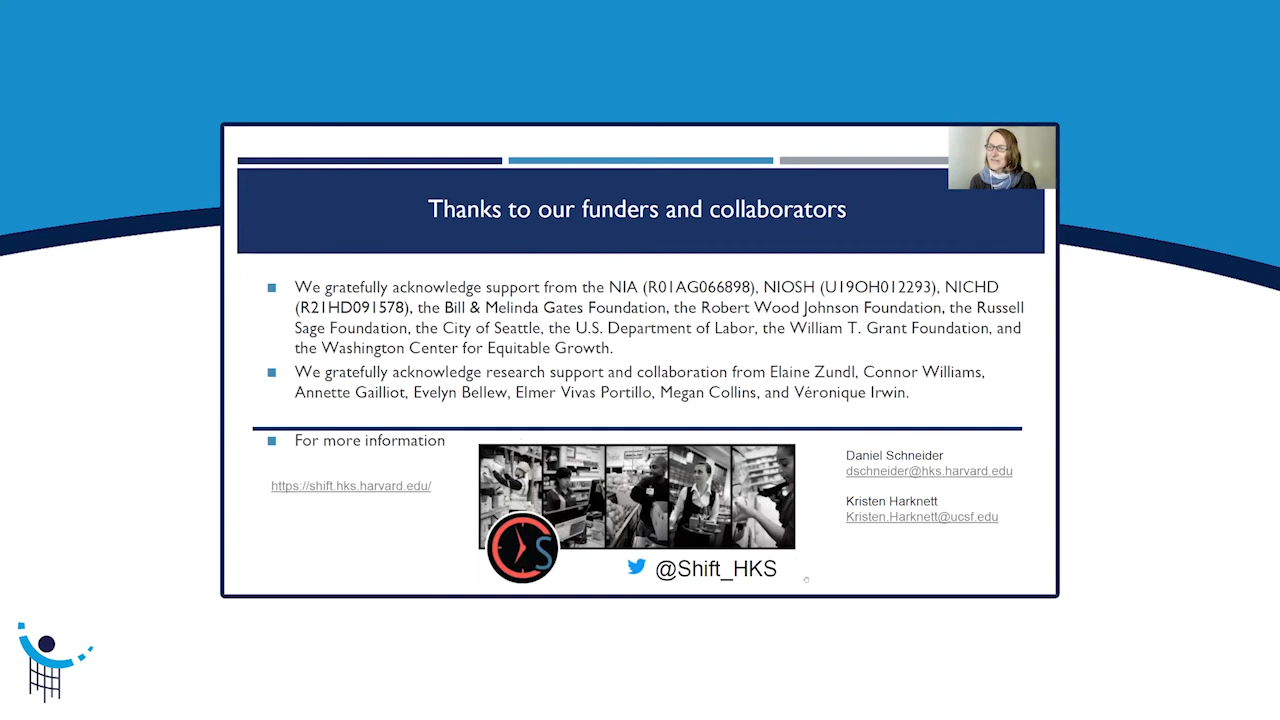 Thanks to our funders and collaborators
We gratefully acknowledge support from the NIA (R01AG066898), NIOSH (U19OH012293), NICHD
(R21HD091578), the Bill & Melinda Gates Foundation, the Robert Wood Johnson Foundation, the Russell
Sage Foundation, the City of Seattle, the U.S. Department of Labor, the William T. Grant Foundation, and
the Washington Center for Equitable Growth.
We gratefully acknowledge research support and collaboration from Elaine Zundl, Connor Williams,
Annette Gailliot, Evelyn Bellew, Elmer Vivas Portillo, Megan Collins, and Véronique Irwin.
For more information
https://shift.hks.harvard.edu/
S
@Shift_HKS
Daniel Schneider
dschneider@hks.harvard.edu
Kristen Harknett
Kristen.Harknett@ucsf.edu